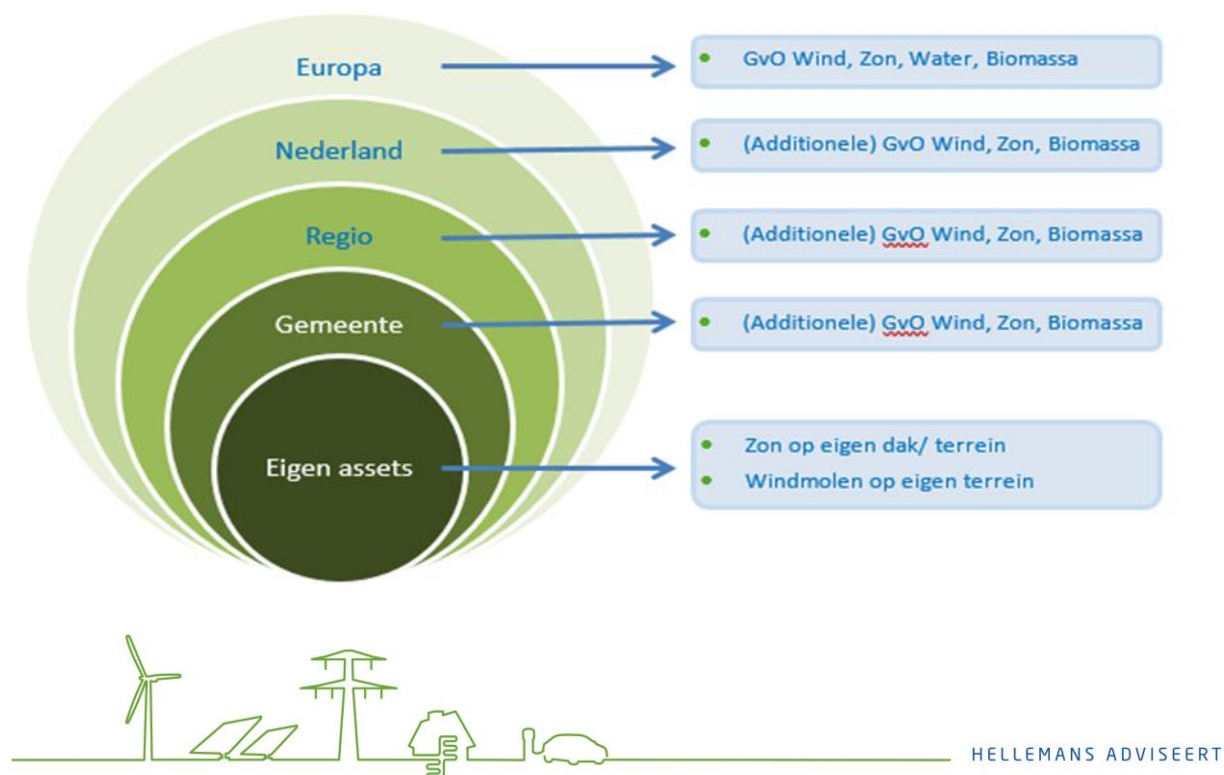 Europa
GvO Wind, Zon, Water, Biomassa
Nederland
(Additionele) GvO Wind, Zon, Biomassa
Regio
(Additionele) GvO Wind, Zon, Biomassa
Gemeente
(Additionele) GvO Wind, Zon, Biomassa
Eigen assets
Zon op eigen dak/ terrein
Windmolen op eigen terrein
HELLEMANS ADVISEERT